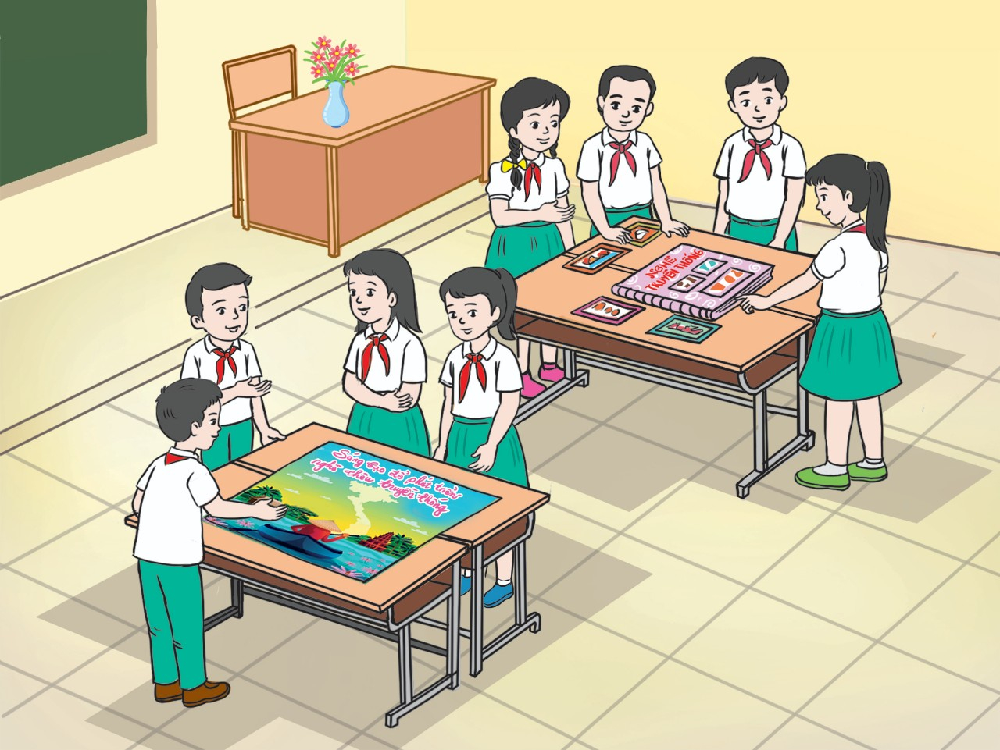 NGHỀ
TRUYỀN THỐNG
Sáng tạo để phát triển
nghề thêu truyền thống